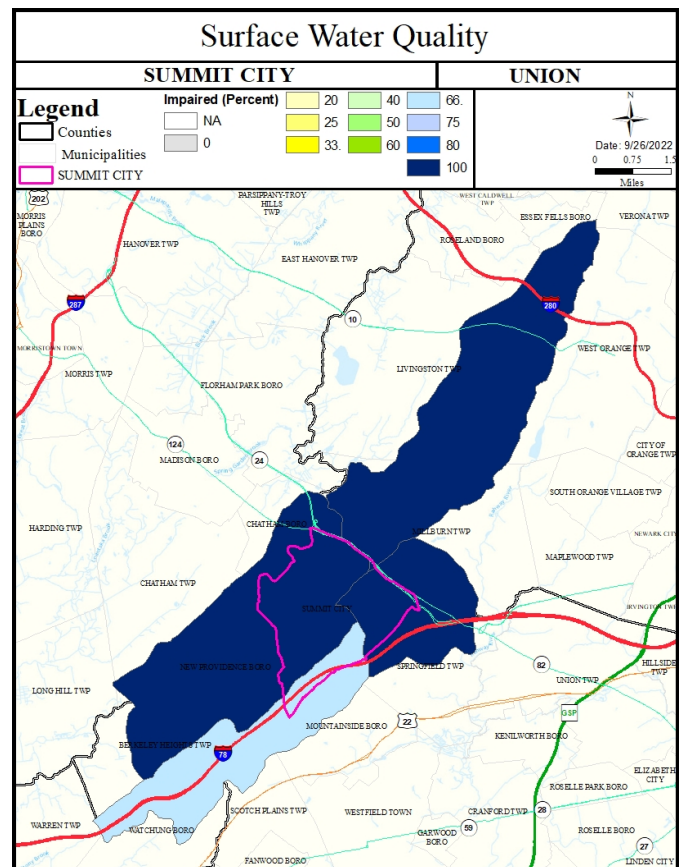 Surface Water Quality
SUMMIT CITY
UNION
Legend
Counties
Municipalities
SUMMIT CITY
Impaired (Percent)
NA
0
20
25
33.
40
50
60
66.
75
80
100
N
Date: 9/26/2022
0 0.75 1.5
Miles
202
MORRIS
PLAINS
BORO
HANOVER TWP
PARSIPPANY-TROY
HILLS
TWP
WEST CALDWELL
TWP
ESSEX FELLS BORO
VERONA TWP
ROSELAND BORO
EAST HANOVER TWP
287
280
10
MORRISTOWN TOWN
WEST ORANGE TWP
MORRIS TWP
LIVINGSTON TWP
FLORHAM PARK BORO
124
MADISON BORO
24
CITY OF
ORANGE TWP
SOUTH ORANGE VILLAGE TWP
HARDING TWP
CHATHAM BORO
MILLBURN TWP
NEWARK CITY
MAPLEWOOD TWP
CHATHAM TWP
SUMMIT CITY
IRVINGTON TWP
NEW PROVIDENCE BORO
SPRINGFIELD TWP
82
HILLSIDE
TWP
UNION TWP
LONG HILL TWP
GSP
MOUNTAINSIDE BORO
22
KENILWORTH BORO
BERKELEY HEIGHTS TWP
78
ELIZABETH
CITY
ROSELLE PARK BORO
SCOTCH PLAINS TWP
WESTFIELD TOWN
CRANFORD TWP
28
WARREN TWP
WATCHUNG BORO
59
GARWOOD
BORO
ROSELLE BORO
27
FANWOOD BORO
LINDEN CITY